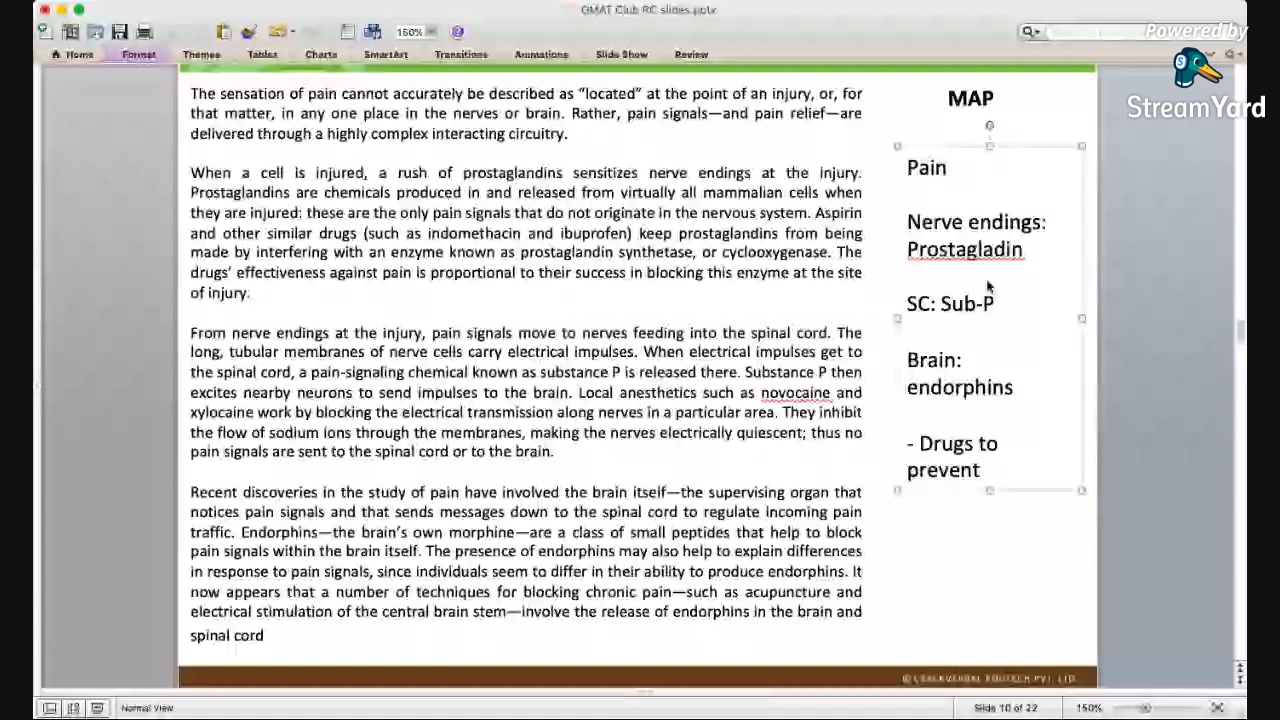 GMAT Club RC slides.pptx
Powered by
StreamYard
150%
Home Format Themes Tables Charts SmartArt Transitions Animations Slide Show Review
The sensation of pain cannot accurately be described as “located” at the point of an injury, or, for
that matter, in any one place in the nerves or brain. Rather, pain signals—and pain relief—are
delivered through a highly complex interacting circuitry.
When a cell is injured, a rush of prostaglandins sensitizes nerve endings at the injury.
Prostaglandins are chemicals produced in and released from virtually all mammalian cells when
they are injured: these are the only pain signals that do not originate in the nervous system. Aspirin
and other similar drugs (such as indomethacin and ibuprofen) keep prostaglandins from being
made by interfering with an enzyme known as prostaglandin synthetase, or cyclooxygenase. The
drugs’ effectiveness against pain is proportional to their success in blocking this enzyme at the site
of injury.
From nerve endings at the injury, pain signals move to nerves feeding into the spinal cord. The
long, tubular membranes of nerve cells carry electrical impulses. When electrical impulses get to
the spinal cord, a pain-signaling chemical known as substance P is released there. Substance P then
excites nearby neurons to send impulses to the brain. Local anesthetics such as novocaine and
xylocaine work by blocking the electrical transmission along nerves in a particular area. They inhibit
the flow of sodium ions through the membranes, making the nerves electrically quiescent; thus no
pain signals are sent to the spinal cord or to the brain.
Recent discoveries in the study of pain have involved the brain itself—the supervising organ that
notices pain signals and that sends messages down to the spinal cord to regulate incoming pain
traffic. Endorphins—the brain’s own morphine—are a class of small peptides that help to block
pain signals within the brain itself. The presence of endorphins may also help to explain differences
in response to pain signals, since individuals seem to differ in their ability to produce endorphins. It
now appears that a number of techniques for blocking chronic pain—such as acupuncture and
electrical stimulation of the central brain stem—involve the release of endorphins in the brain and
spinal cord
MAP
Pain
Nerve endings:
Prostagladin
SC: Sub-P
Brain:
endorphins
- Drugs to
prevent
EDUTECH PVT. LTD.
Normal View
Slide 10 of 22
150%